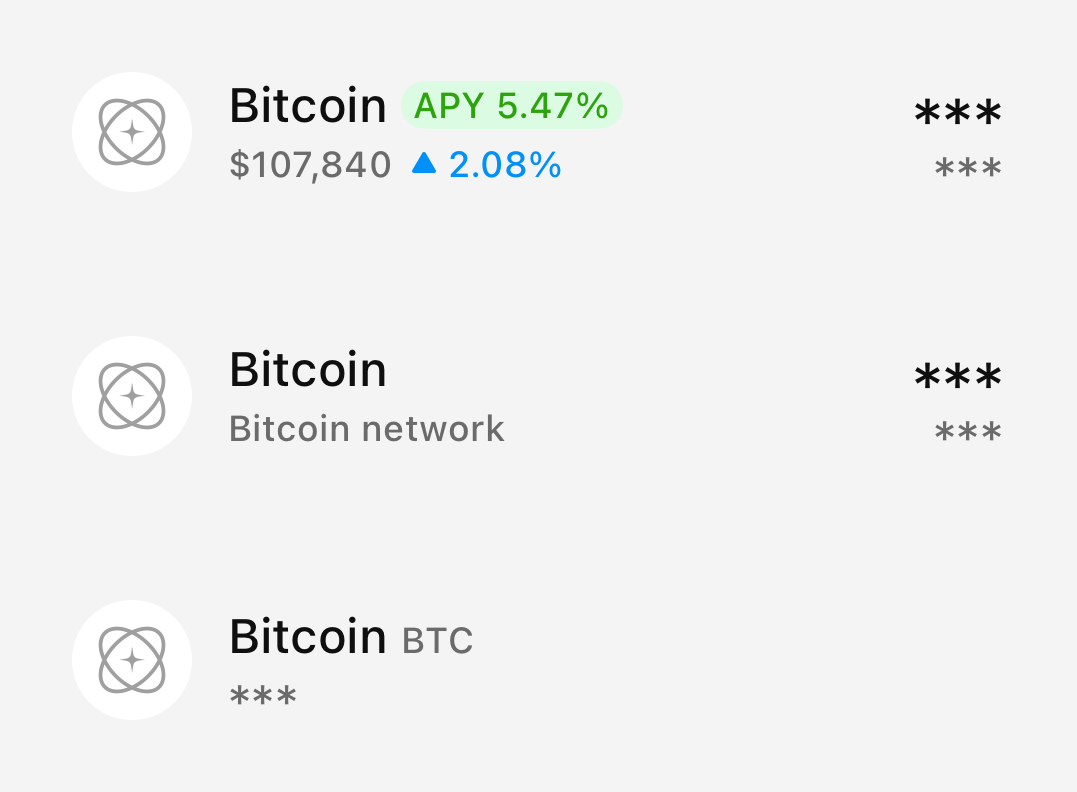 Bitcoin APY 5.47% ***
$107,840 ▲ 2.08% ***
Bitcoin ***
Bitcoin network ***
Bitcoin BTC
***